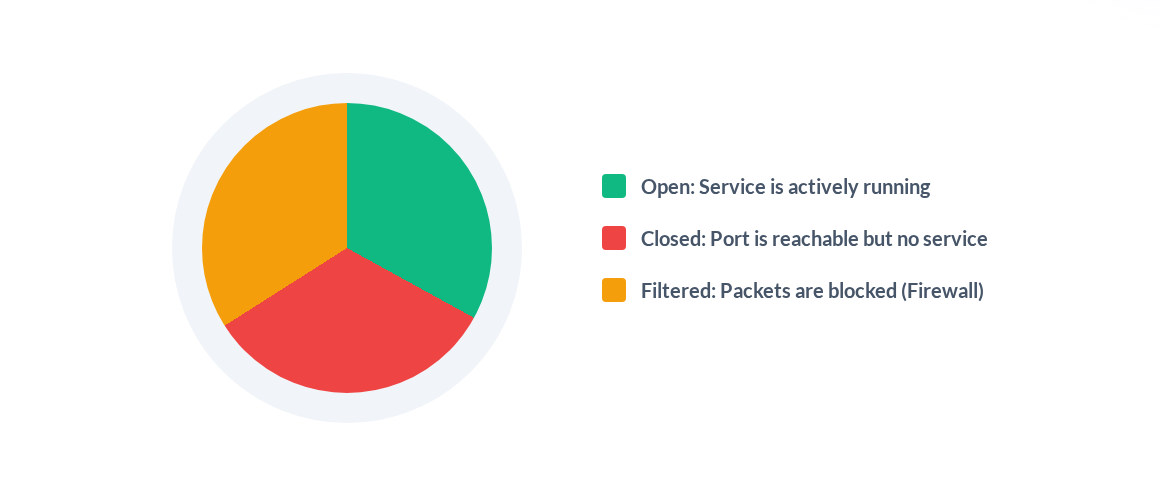 Open: Service is actively running
Closed: Port is reachable but no service
Filtered: Packets are blocked (Firewall)